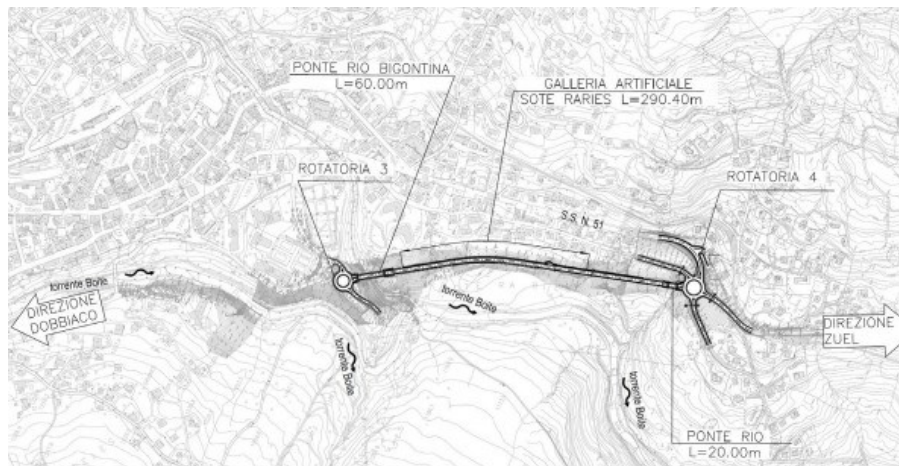 PONTE RIO BIGONTINA
L=60.00m
GALLERIA ARTIFICIALE
SOTE RARIES L=290.40m
ROTATORIA 3
ROTATORIA 4
S.S. N. 51
torrente Boite
DIREZIONE
DOBBIACO
torrente Boite
DIREZIONE
ZUEL
torrente Boite
torrente Boite
PONTE RIO
L=20.00m